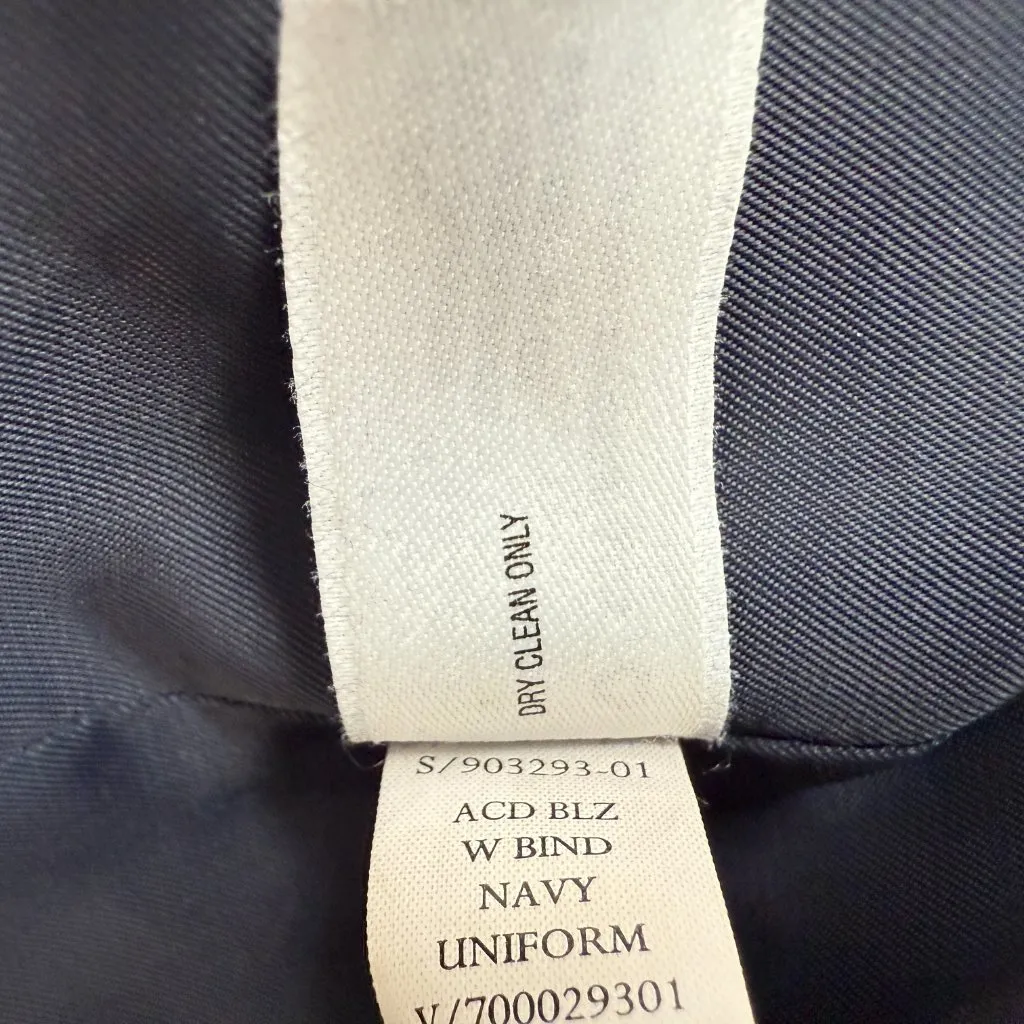 DRY CLEAN ONLY
S/903293-01
ACD BLZ
W BIND
NAVY
UNIFORM
V/700029301